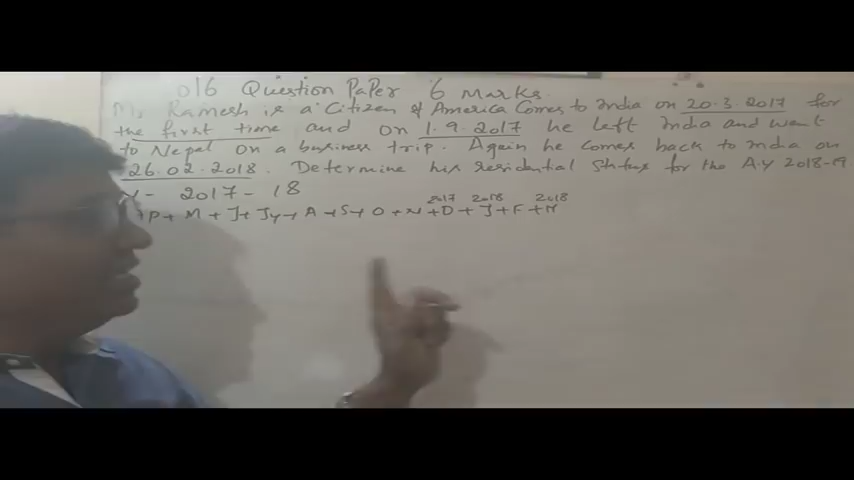 016 Question Paper 6 Marks.
Mr Ramesh is a Citizen of America Comes to India on 20.3.2017 for
the first time and on 1.9.2017 he left India and went
to Nepal on a business trip. Again he comes back to India on
26.02.2018. Determine his residential Status for the A.Y 2018-19
Y- 2017-18
2017 2018 2018
P+ M + J+ Jy+ A +S+ O +N +D + J+F +M